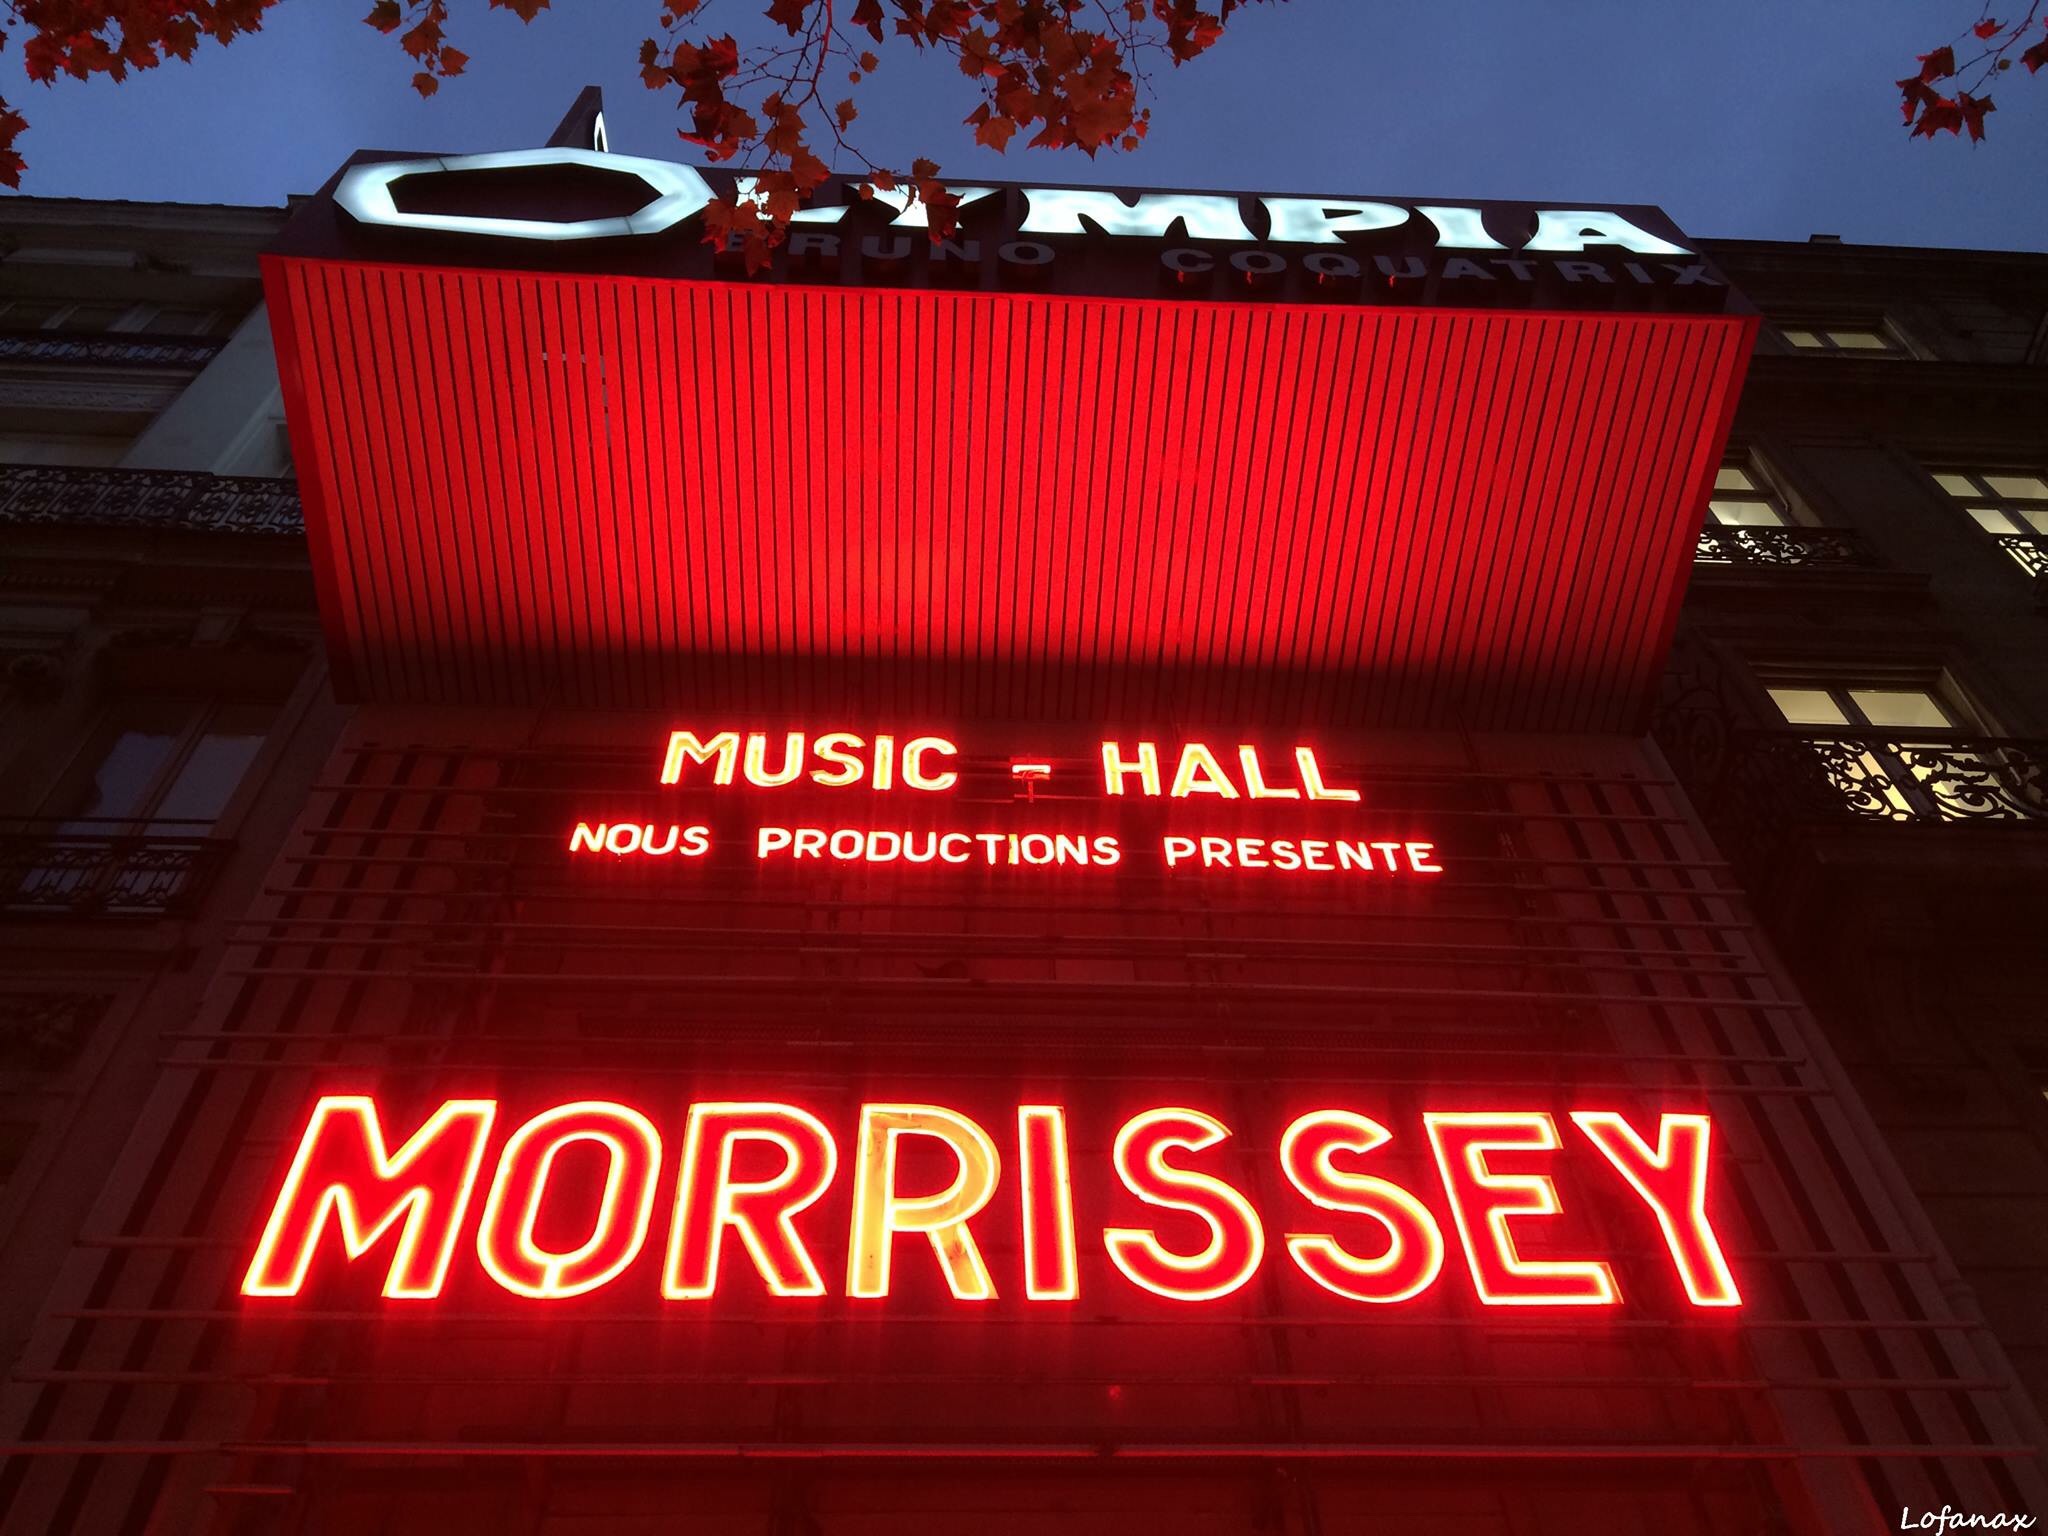 OLYMPIA
BRUNO COQUATRIX
MUSIC - HALL
NOUS PRODUCTIONS PRESENTE
MORRISSEY
Lofanax